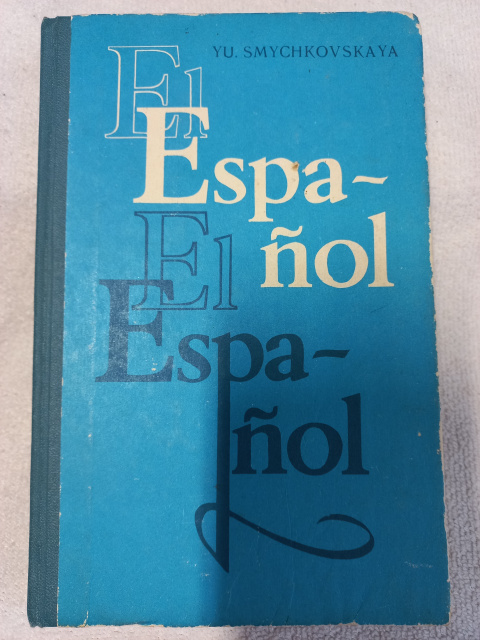 YU. SMYCHKOVSKAYA
El
Espa-
ñol
El
Espa-
ñol